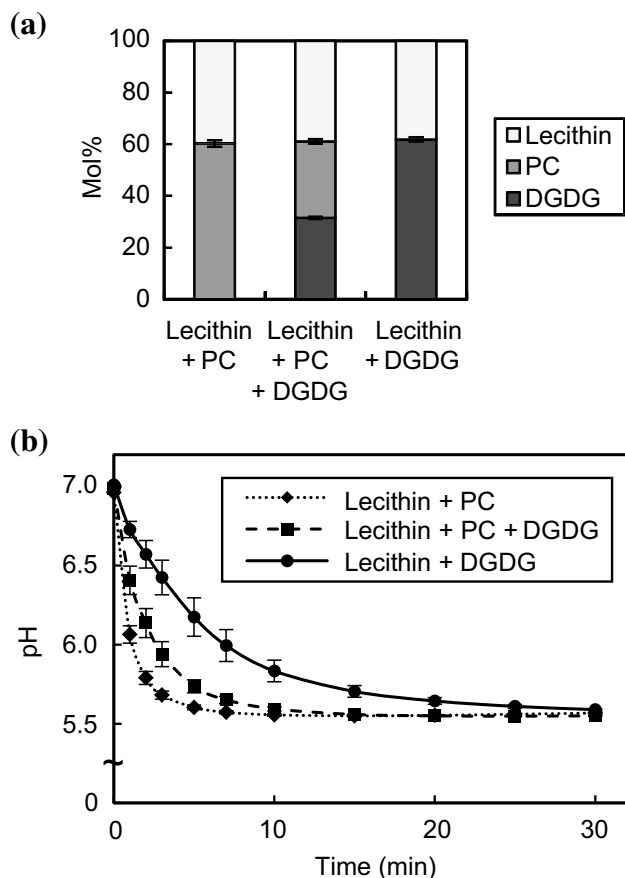 (a)
100
80
60
40
20
0
Mol%
Lecithin
PC
DGDG
Lecithin
+ PC
Lecithin
+ PC
+ DGDG
Lecithin
+ DGDG
(b)
7.0
6.5
6.0
5.5
~
0
pH
Lecithin + PC
Lecithin + PC + DGDG
Lecithin + DGDG
0
10
20
30
Time (min)